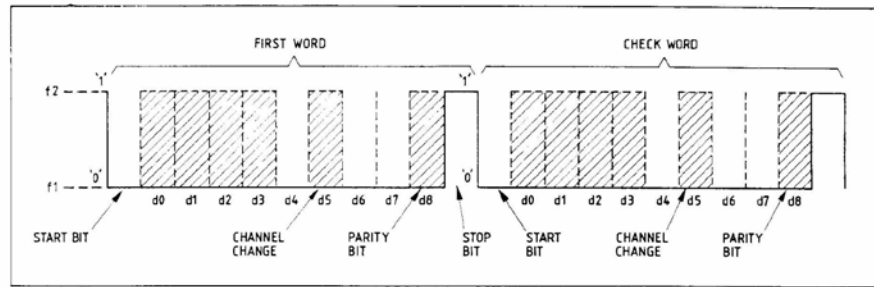 FIRST WORD CHECK WORD
'1' '1'
f2
f1 '0' '0'
d0 d1 d2 d3 d4 d5 d6 d7 d8 d0 d1 d2 d3 d4 d5 d6 d7 d8
START BIT CHANNEL PARITY STOP START CHANNEL PARITY
CHANGE BIT BIT BIT CHANGE BIT